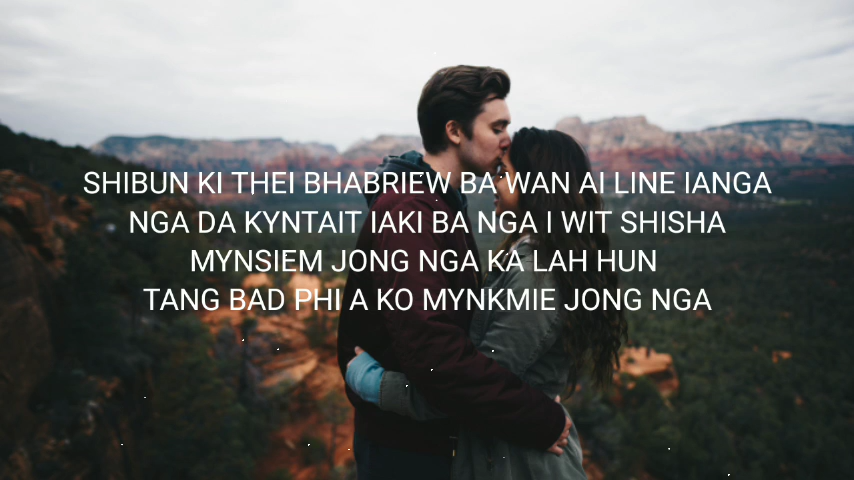 SHIBUN KI THEI BHABRIEW BA WAN AI LINE IANGA
NGA DA KYNTAIT IAKI BA NGA I WIT SHISHA
MYNSIEM JONG NGA KA LAH HUN
TANG BAD PHI A KO MYNKMIE JONG NGA